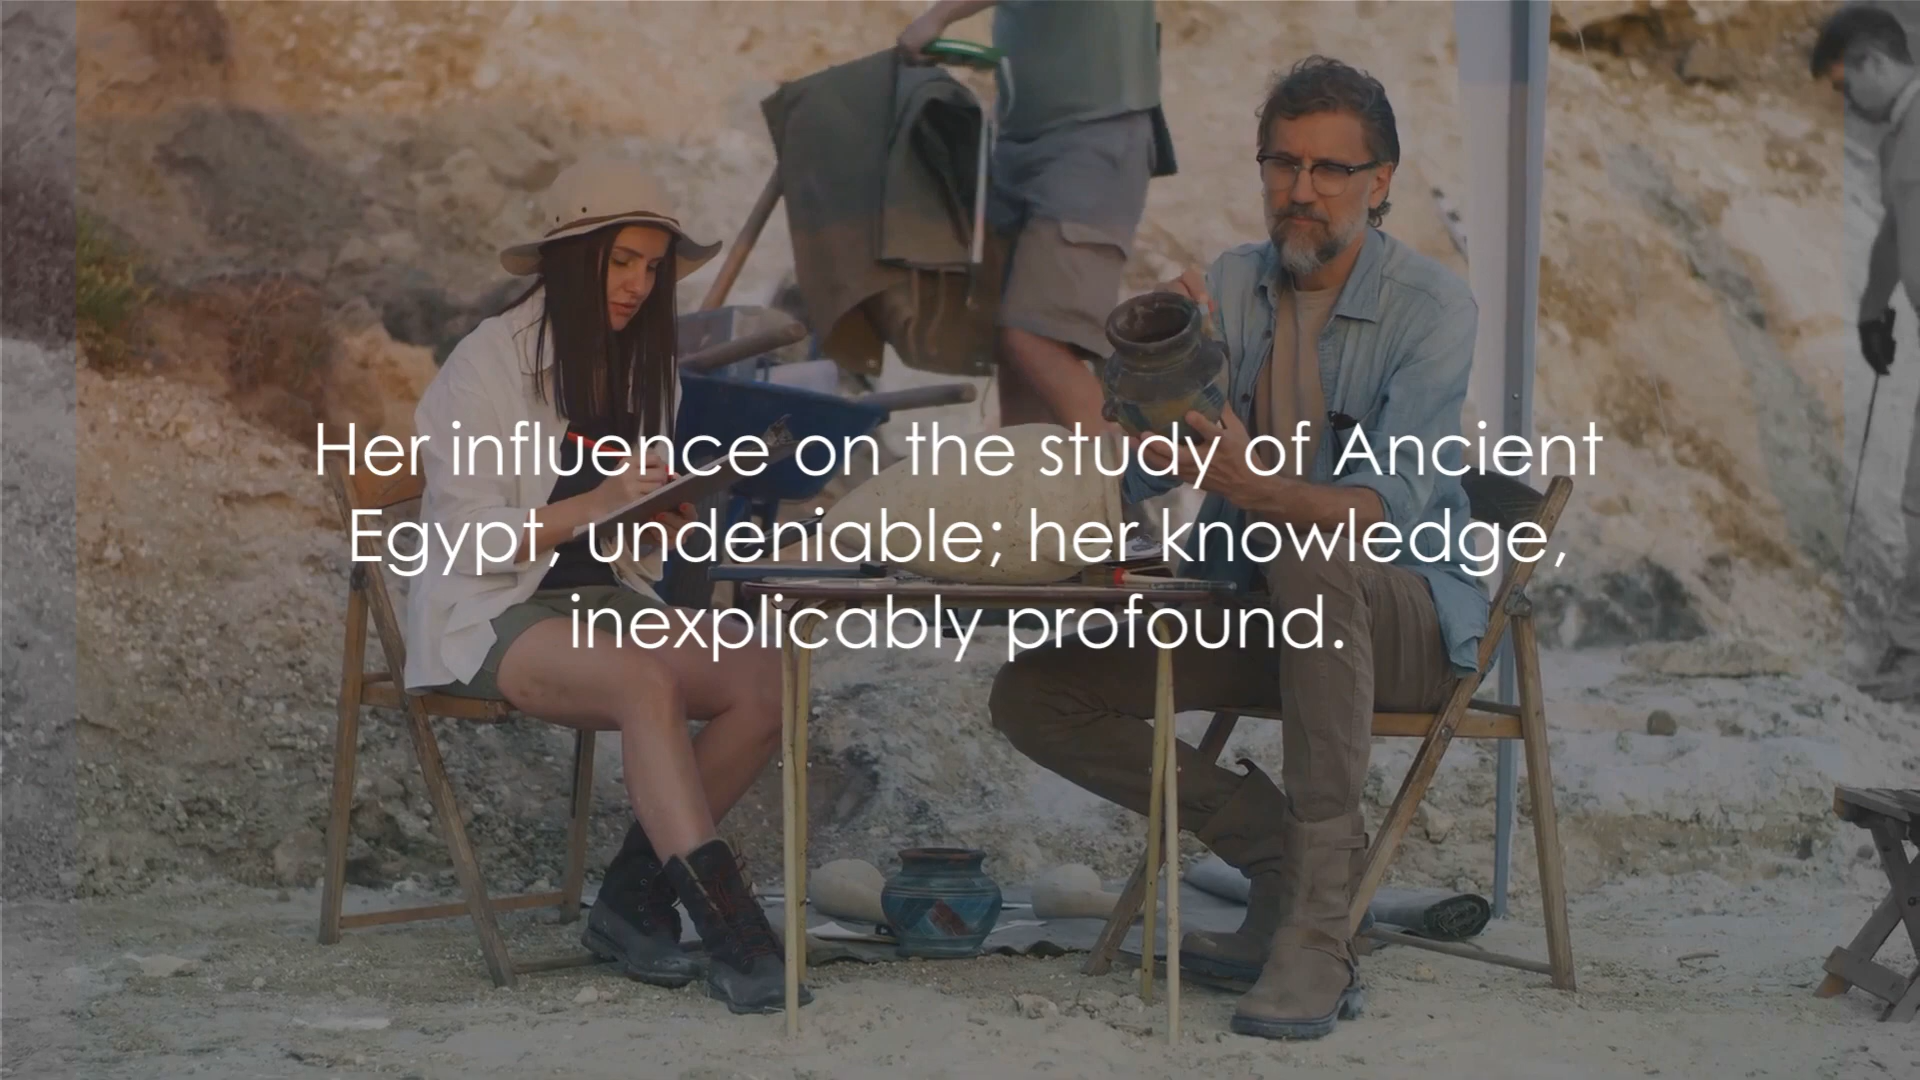 Her influence on the study of Ancient
Egypt, undeniable; her knowledge,
inexplicably profound.